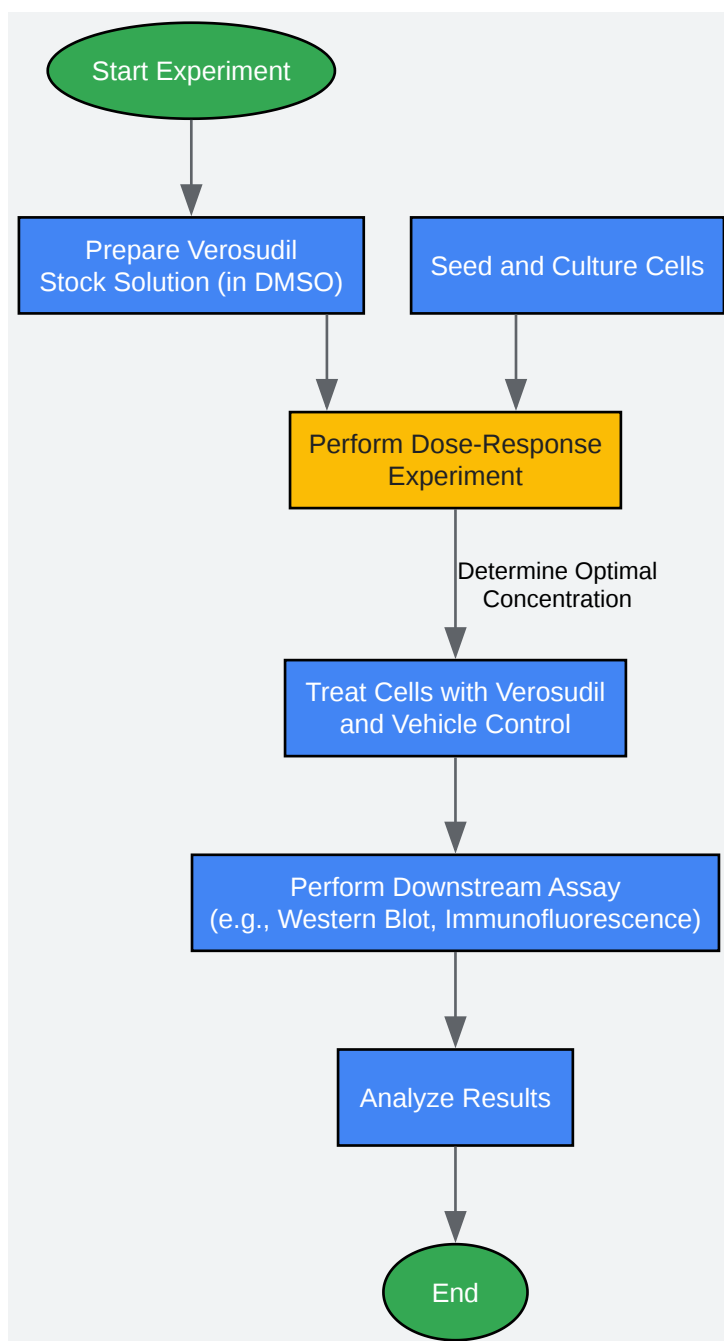 Start Experiment
Prepare Verosudil
Stock Solution (in DMSO)
Seed and Culture Cells
Perform Dose-Response
Experiment
Determine Optimal
Concentration
Treat Cells with Verosudil
and Vehicle Control
Perform Downstream Assay
(e.g., Western Blot, Immunofluorescence)
Analyze Results
End